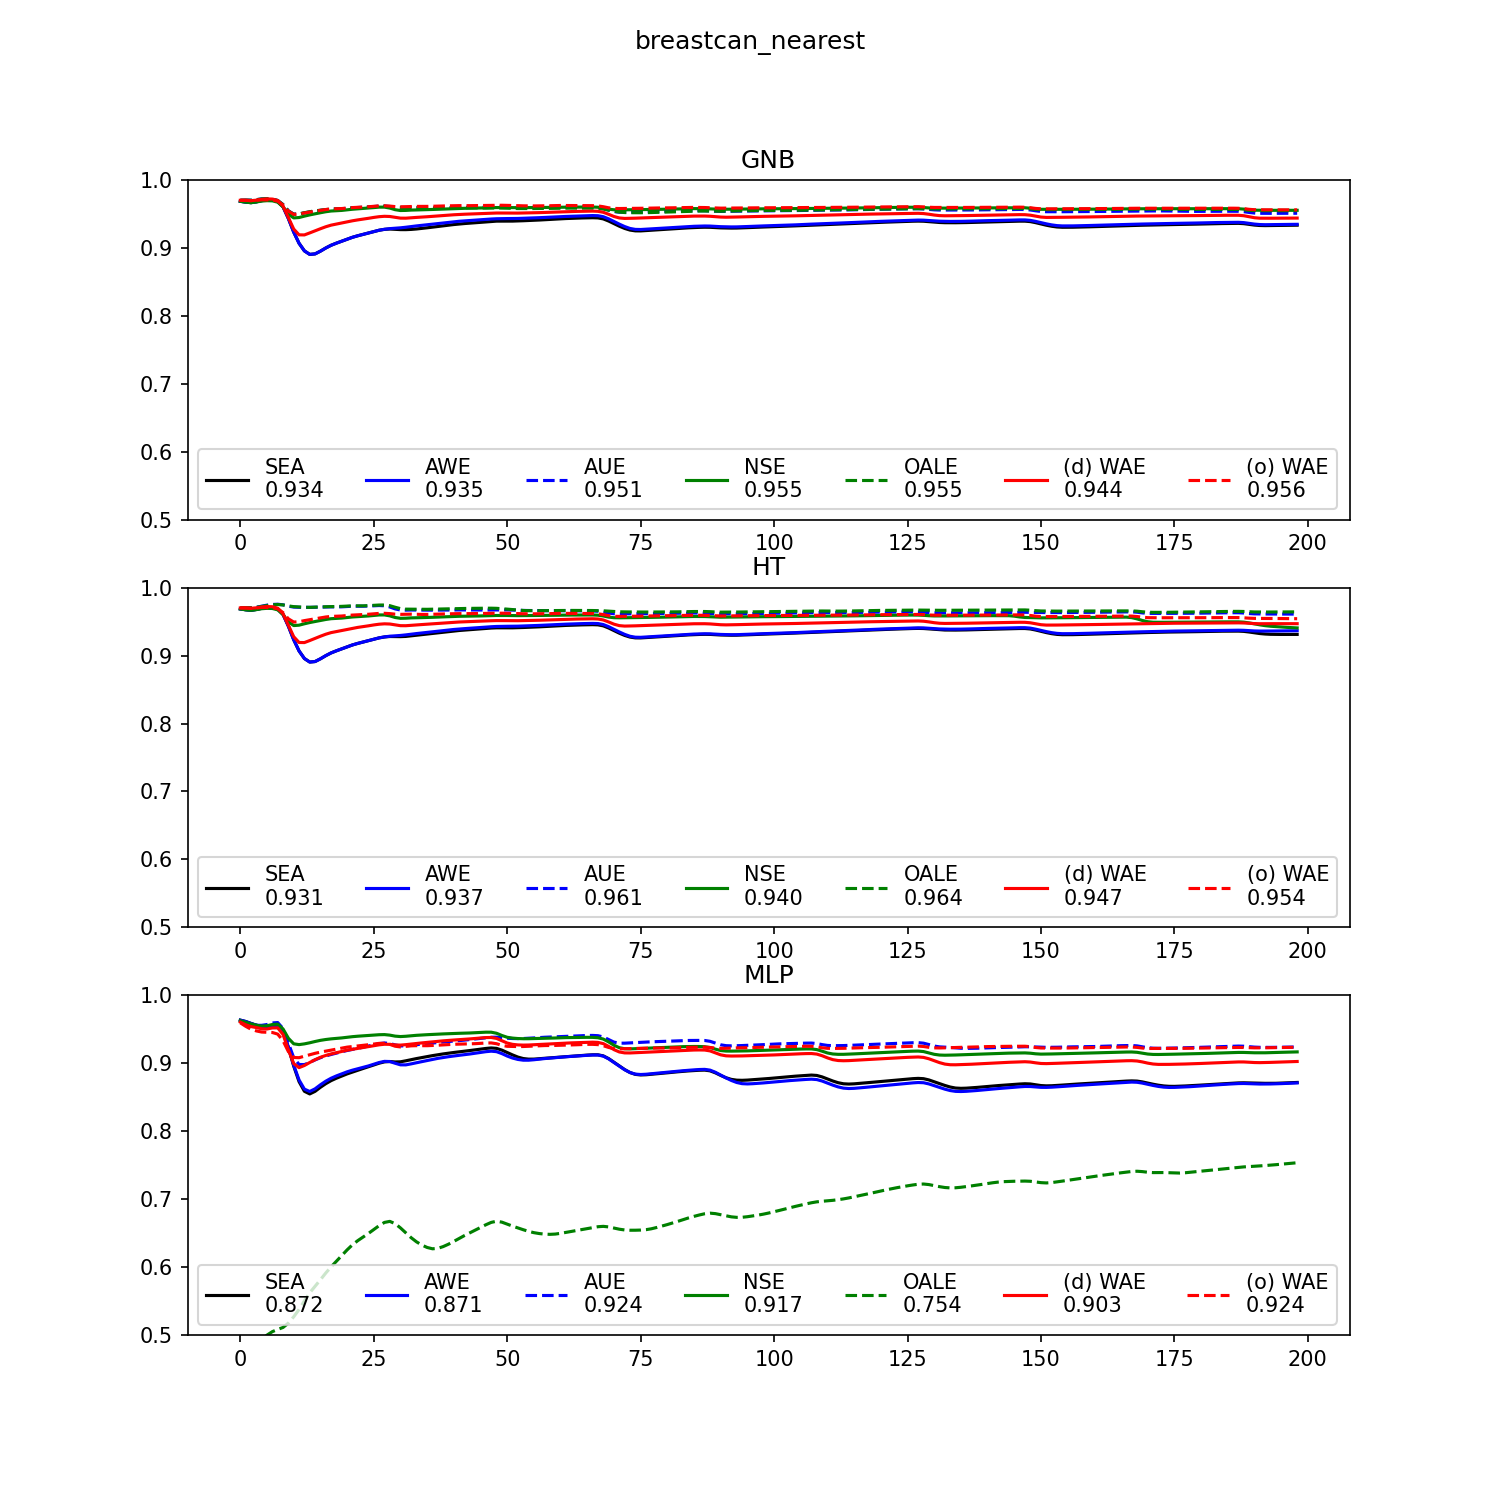 breastcan_nearest
GNB
1.0
0.9
0.8
0.7
0.6
0.5
SEA AWE AUE NSE OALE (d) WAE (o) WAE
0.934 0.935 0.951 0.955 0.955 0.944 0.956
0 25 50 75 100 125 150 175 200
HT
1.0
0.9
0.8
0.7
0.6
0.5
SEA AWE AUE NSE OALE (d) WAE (o) WAE
0.931 0.937 0.961 0.940 0.964 0.947 0.954
0 25 50 75 100 125 150 175 200
MLP
1.0
0.9
0.8
0.7
0.6
0.5
SEA AWE AUE NSE OALE (d) WAE (o) WAE
0.872 0.871 0.924 0.917 0.754 0.903 0.924
0 25 50 75 100 125 150 175 200